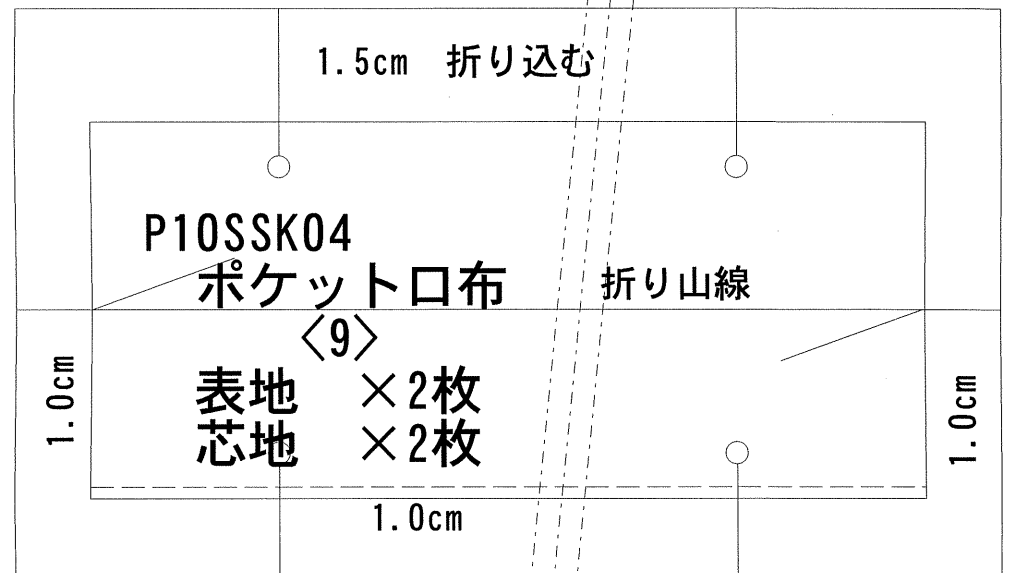 1.5cm 折り込む
P10SSK04
ポケット口布
折り山線
〈9〉
1.0cm
表地 ×2枚
1.0cm
芯地 ×2枚
1.0cm